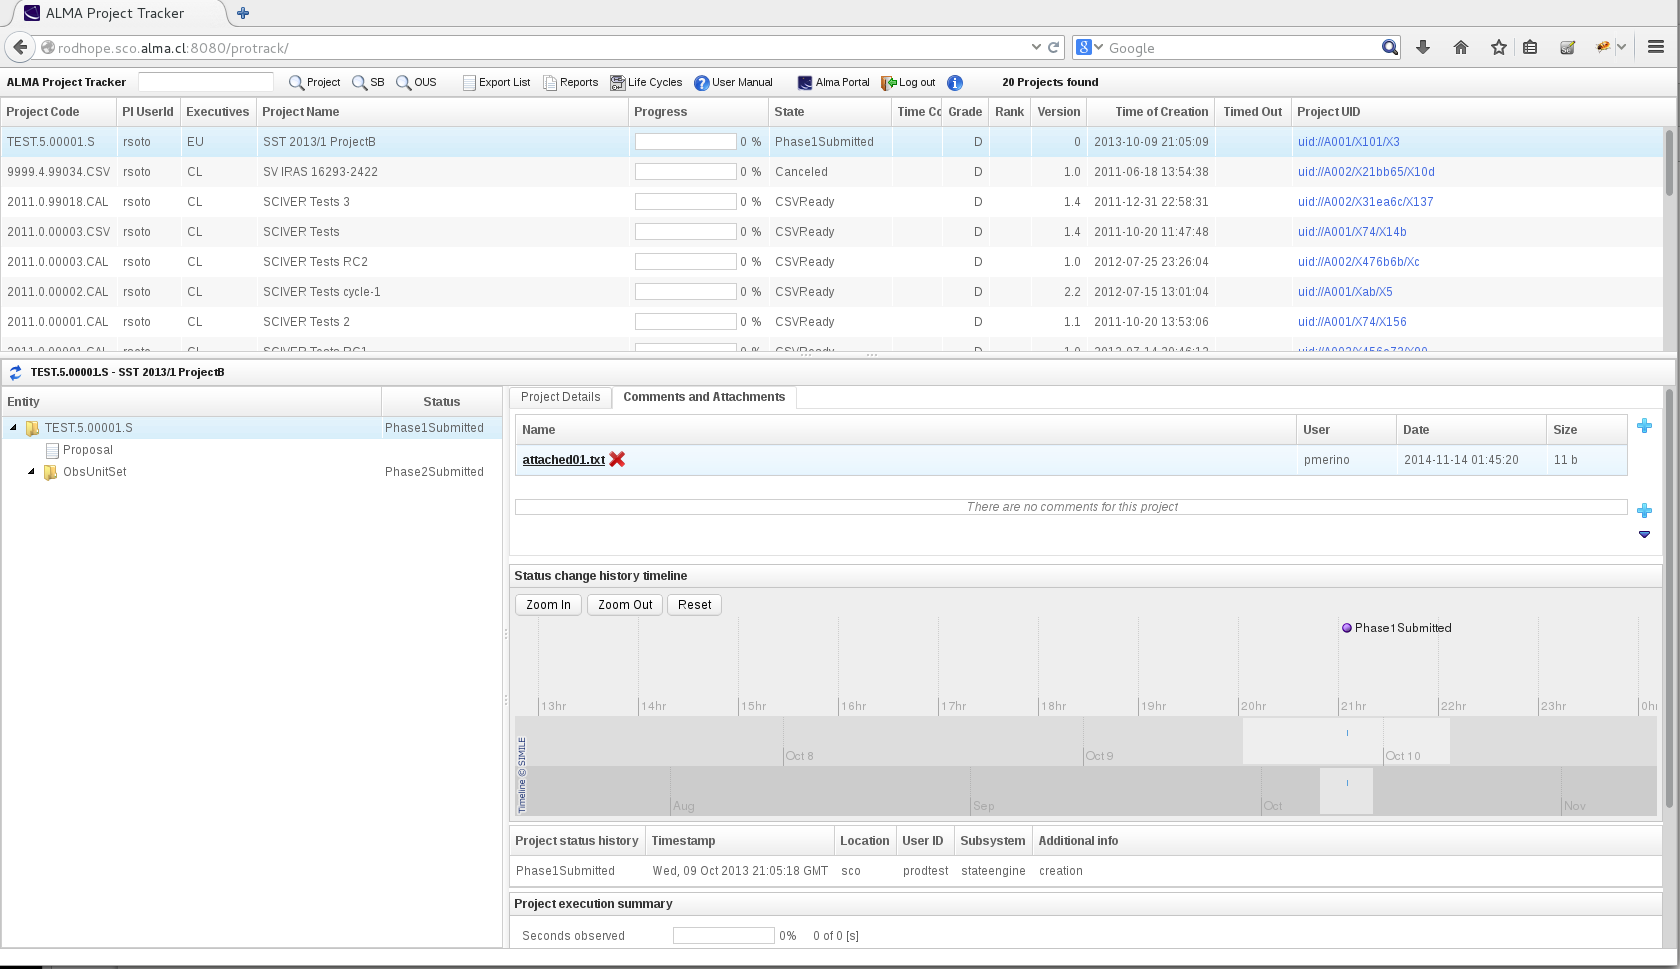 ALMA Project Tracker
rodhope.sco.alma.cl:8080/protrack/
8 Google
ALMA Project Tracker Project SB OUS Export List Reports Life Cycles ? User Manual Alma Portal Log out i 20 Projects found
Project Code PI UserId Executives Project Name Progress State Time Co Grade Rank Version Time of Creation Timed Out Project UID
TEST.5.00001.S rsoto EU SST 2013/1 ProjectB 0 % Phase1Submitted D 0 2013-10-09 21:05:09 uid://A001/X101/X3
9999.4.99034.CSV rsoto CL SV IRAS 16293-2422 0 % Canceled D 1.0 2011-06-18 13:54:38 uid://A002/X21bb65/X10d
2011.0.99018.CAL rsoto CL SCIVER Tests 3 0 % CSVReady D 1.4 2011-12-31 22:58:31 uid://A002/X31ea6c/X137
2011.0.00003.CSV rsoto CL SCIVER Tests 0 % CSVReady D 1.4 2011-10-20 11:47:48 uid://A001/X74/X14b
2011.0.00003.CAL rsoto CL SCIVER Tests RC2 0 % CSVReady D 1.0 2012-07-25 23:26:04 uid://A002/X476b6b/Xc
2011.0.00002.CAL rsoto CL SCIVER Tests cycle-1 0 % CSVReady D 2.2 2012-07-15 13:01:04 uid://A001/Xab/X5
2011.0.00001.CAL rsoto CL SCIVER Tests 2 0 % CSVReady D 1.1 2011-10-20 13:53:06 uid://A001/X74/X156
2011.0.00001.CAL rsoto CL SCIVER Tests RC1 0 % CSVReady D 1.0
TEST.5.00001.S - SST 2013/1 ProjectB
Entity Status
TEST.5.00001.S Phase1Submitted
Proposal
ObsUnitSet Phase2Submitted
Project Details Comments and Attachments
Name User Date Size
attached01.txt pmerino 2014-11-14 01:45:20 11 b
There are no comments for this project
Status change history timeline
Zoom In Zoom Out Reset
Phase1Submitted
13hr 14hr 15hr 16hr 17hr 18hr 19hr 20hr 21hr 22hr 23hr 0h
Oct 8 Oct 9 Oct 10
Aug Sep Oct Nov
Timeline © SIMILE
Project status history Timestamp Location User ID Subsystem Additional info
Phase1Submitted Wed, 09 Oct 2013 21:05:18 GMT sco prodtest stateengine creation
Project execution summary
Seconds observed 0% 0 of 0 [s]